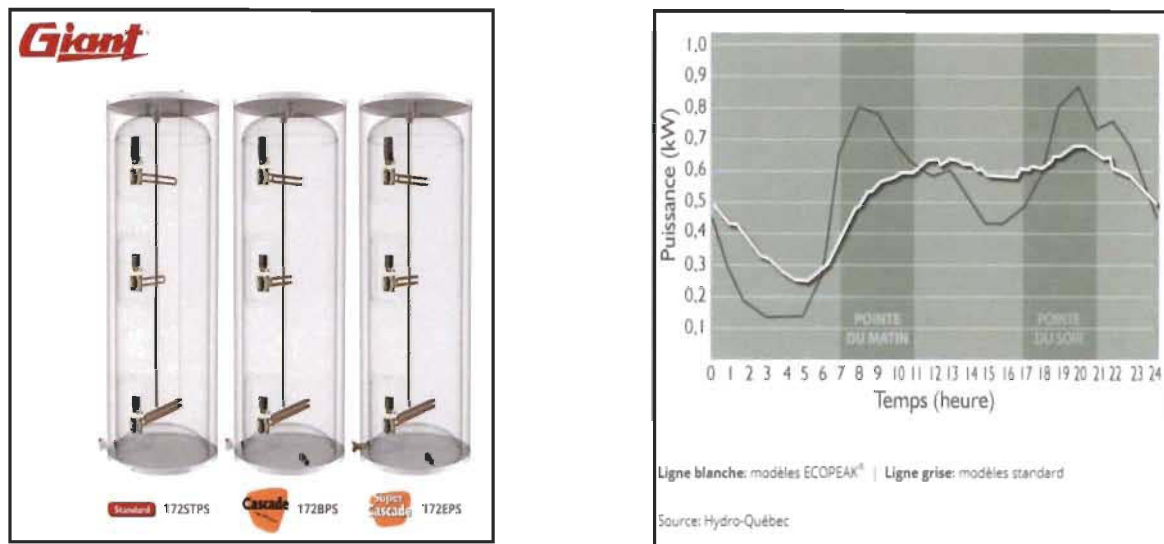 Giant
Standard 172STPS
Cascade 172BPS
Super Cascade 172EPS
Puissance (kW)
1,0
0,9
0,8
0,7
0,6
0,5
0,4
0,3
0,2
0,1
POINTE DU MATIN
POINTE DU SOIR
0 1 2 3 5 6 7 8 9 10 11 12 13 14 15 16 17 18 19 20 21 22 23 24
Temps (heure)
Ligne blanche: modèles ECOPEAK® | Ligne grise: modèles standard
Source: Hydro-Québec